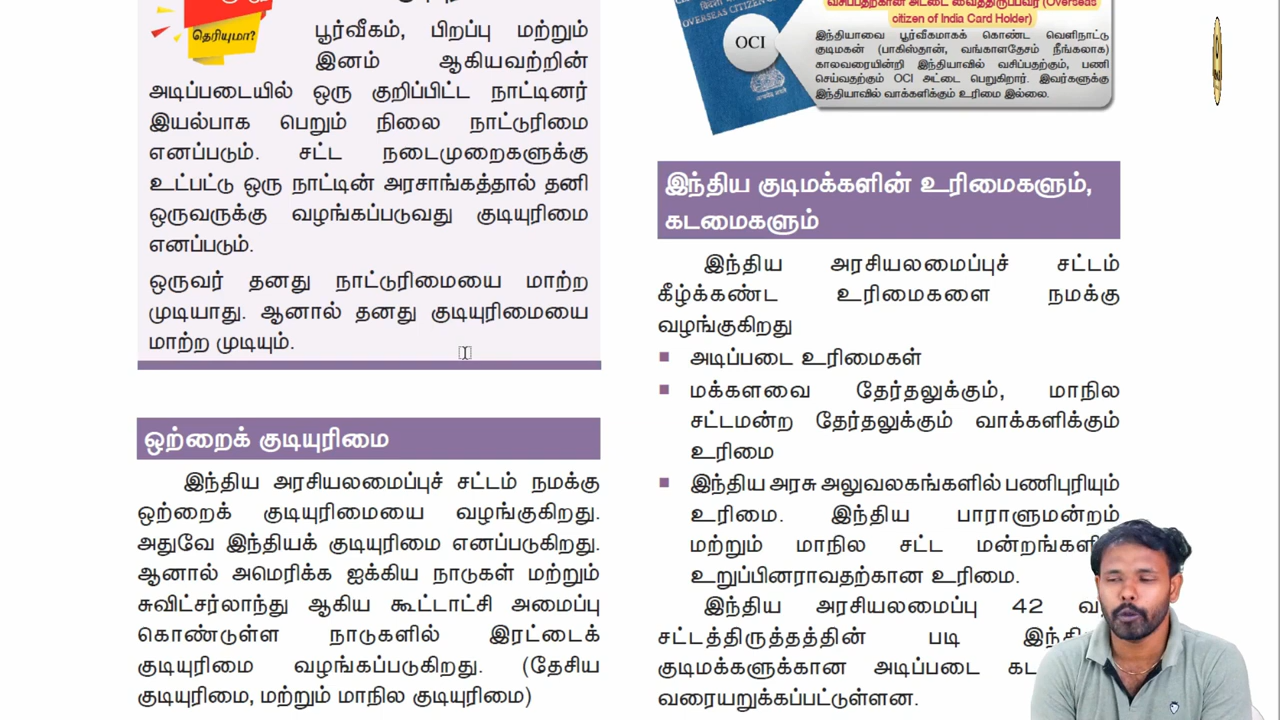 தெரியுமா?
பூர்வீகம், பிறப்பு மற்றும்
இனம் ஆகியவற்றின்
அடிப்படையில் ஒரு குறிப்பிட்ட நாட்டினர்
இயல்பாக பெறும் நிலை நாட்டுரிமை
எனப்படும். சட்ட நடைமுறைகளுக்கு
உட்பட்டு ஒரு நாட்டின் அரசாங்கத்தால் தனி
ஒருவருக்கு வழங்கப்படுவது குடியுரிமை
எனப்படும்.
ஒருவர் தனது நாட்டுரிமையை மாற்ற
முடியாது. ஆனால் தனது குடியுரிமையை
மாற்ற முடியும்.
ஒற்றைக் குடியுரிமை
இந்திய அரசியலமைப்புச் சட்டம் நமக்கு
ஒற்றைக் குடியுரிமையை வழங்குகிறது.
அதுவே இந்தியக் குடியுரிமை எனப்படுகிறது.
ஆனால் அமெரிக்க ஐக்கிய நாடுகள் மற்றும்
சுவிட்சர்லாந்து ஆகிய கூட்டாட்சி அமைப்பு
கொண்டுள்ள நாடுகளில் இரட்டைக்
குடியுரிமை வழங்கப்படுகிறது. (தேசிய
குடியுரிமை, மற்றும் மாநில குடியுரிமை)
வசிப்பதற்கான அட்டை வைத்திருப்பவர் (Overseas
citizen of India Card Holder)
OVERSEAS CITIZEN
OCI
இந்தியாவை பூர்வீகமாகக் கொண்ட வெளிநாட்டு
குடிமகன் (பாகிஸ்தான், வங்காளதேசம் நீங்கலாக)
காலவரையின்றி இந்தியாவில் வசிப்பதற்கும், பணி
செய்வதற்கும் OCI அட்டை பெறுகிறார். இவர்களுக்கு
இந்தியாவில் வாக்களிக்கும் உரிமை இல்லை.
இந்திய குடிமக்களின் உரிமைகளும்,
கடமைகளும்
இந்திய அரசியலமைப்புச் சட்டம்
கீழ்க்கண்ட உரிமைகளை நமக்கு
வழங்குகிறது
அடிப்படை உரிமைகள்
மக்களவை தேர்தலுக்கும், மாநில
சட்டமன்ற தேர்தலுக்கும் வாக்களிக்கும்
உரிமை
இந்திய அரசு அலுவலகங்களில் பணிபுரியும்
உரிமை. இந்திய பாராளுமன்றம்
மற்றும் மாநில சட்ட
உறுப்பினராவதற்கான உரிமை.
இந்திய அரசியலமைப்பு 42
சட்டத்திருத்தத்தின் படி
குடிமக்களுக்கான அடிப்படை
வரையறுக்கப்பட்டுள்ளன.